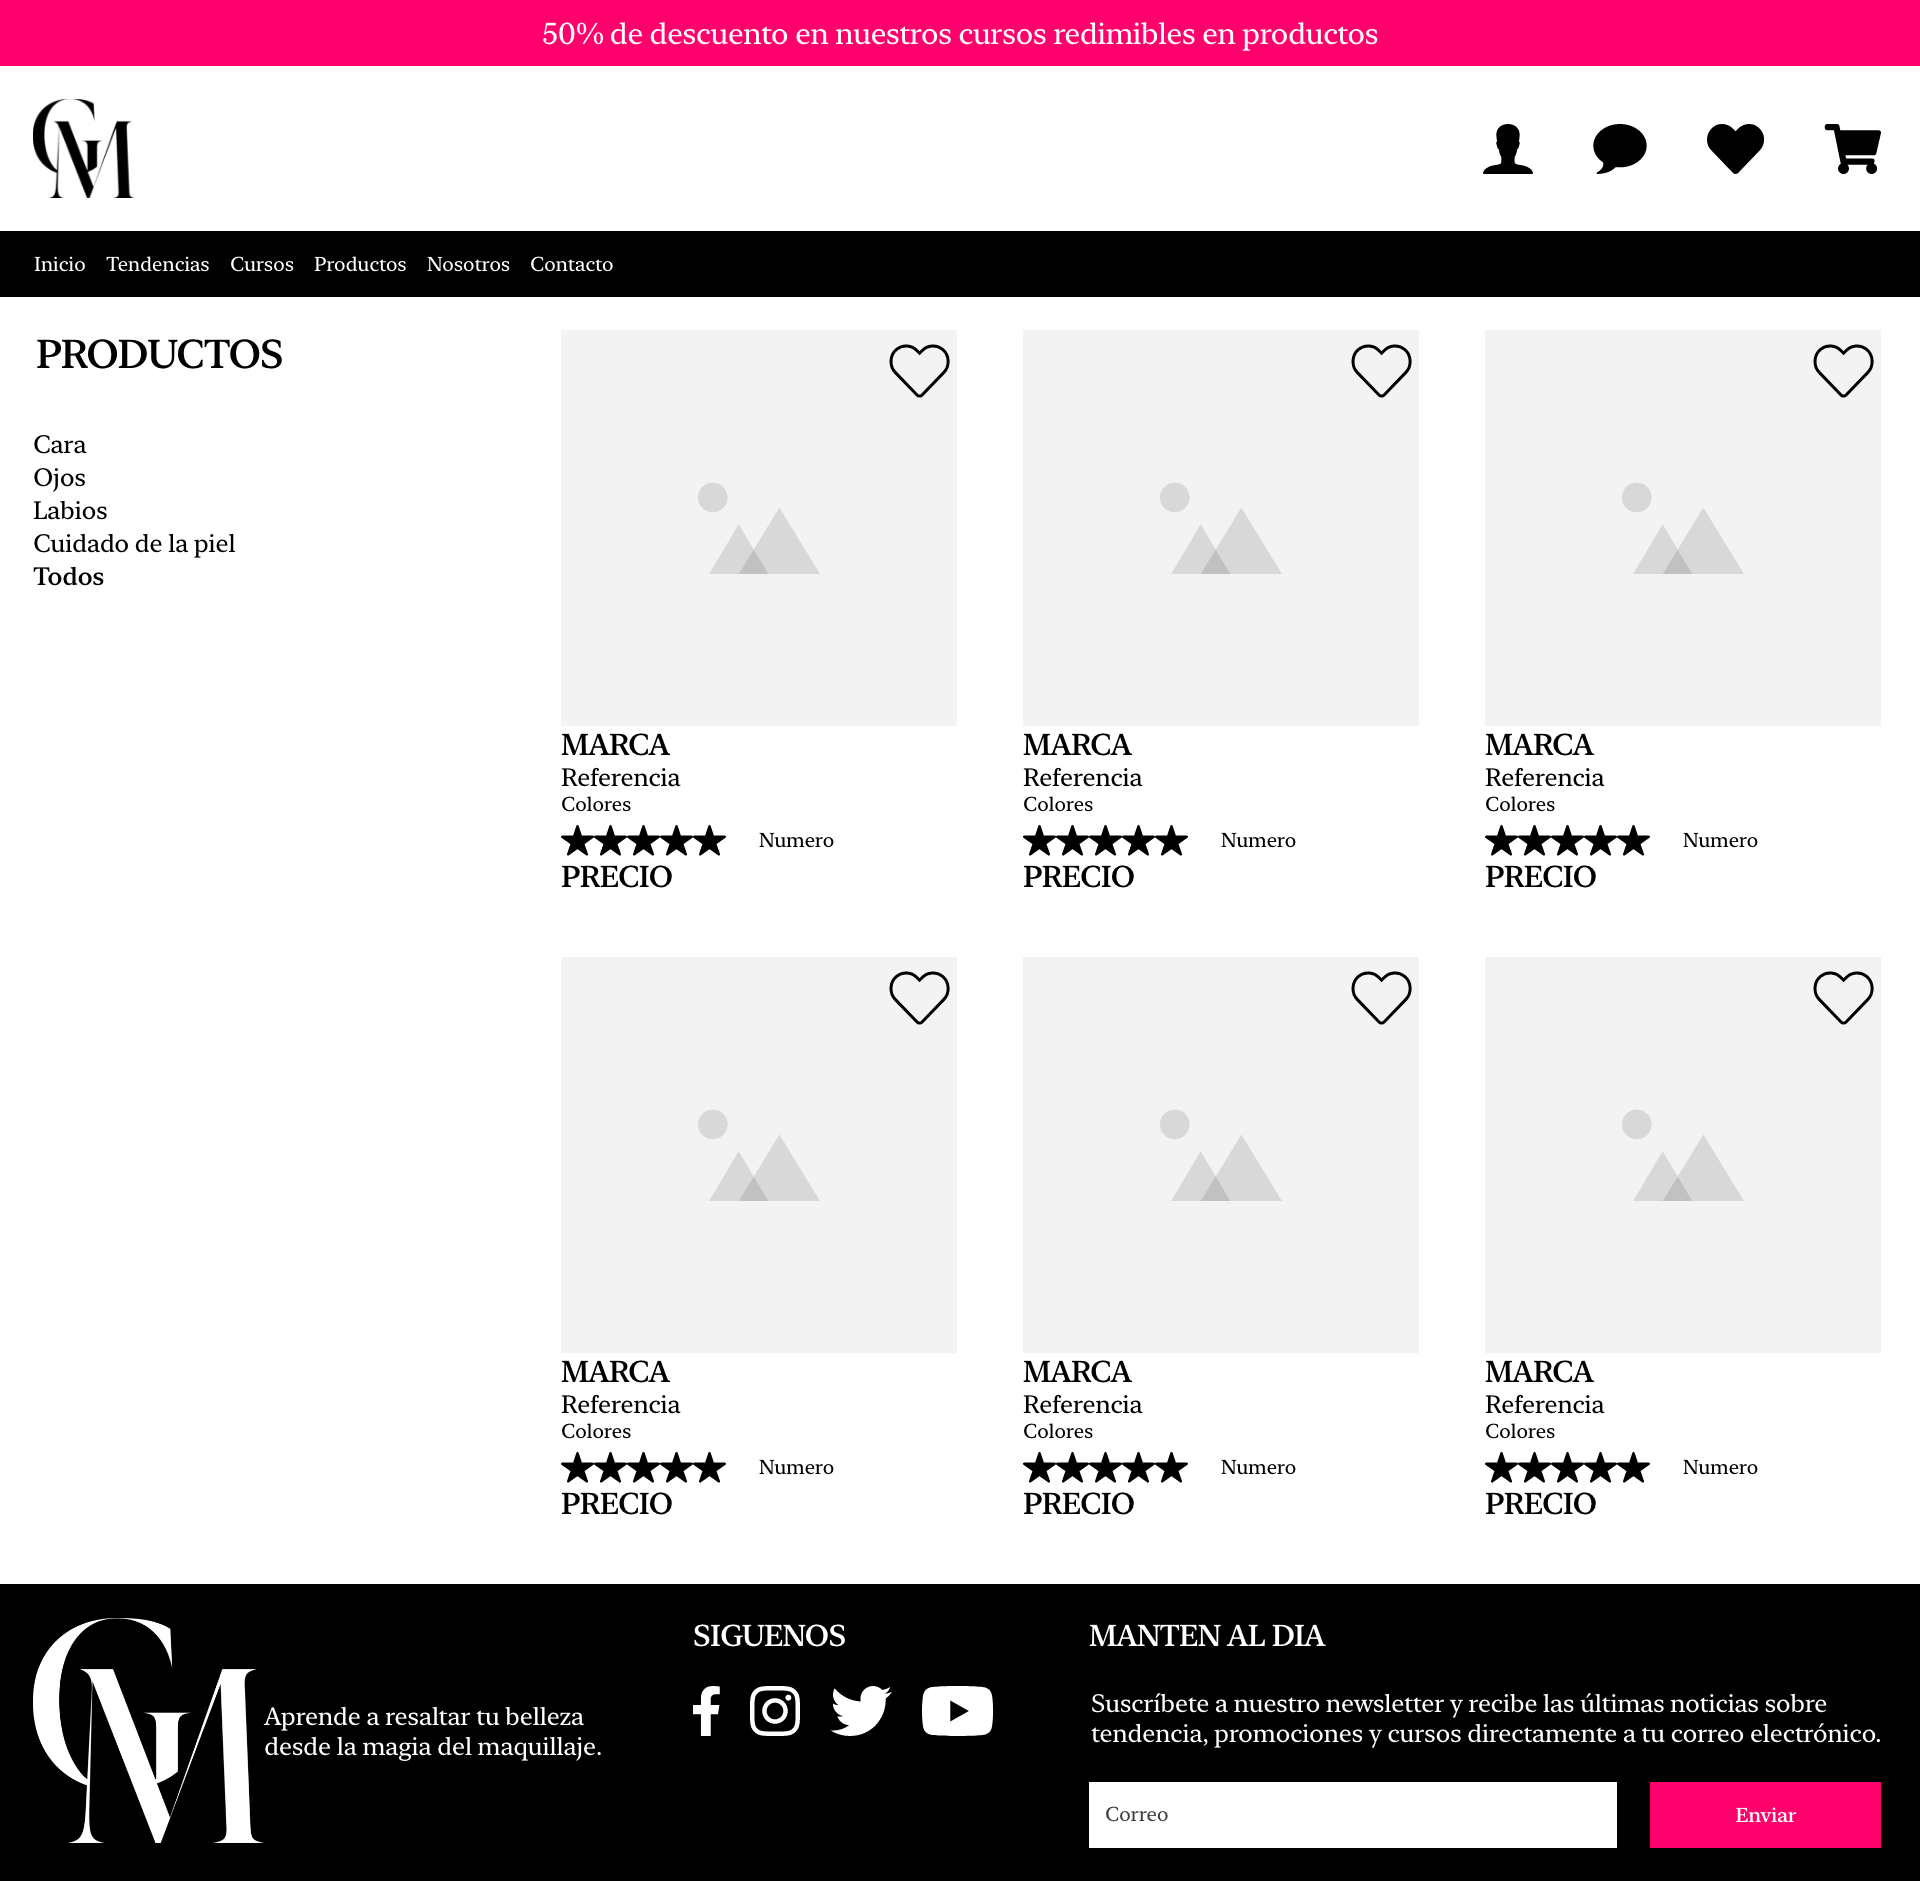 50% de descuento en nuestros cursos redimibles en productos
GM
Inicio Tendencias Cursos Productos Nosotros Contacto
PRODUCTOS
Cara
Ojos
Labios
Cuidado de la piel
Todos
MARCA
Referencia
Colores
Numero
PRECIO
MARCA
Referencia
Colores
Numero
PRECIO
MARCA
Referencia
Colores
Numero
PRECIO
MARCA
Referencia
Colores
Numero
PRECIO
MARCA
Referencia
Colores
Numero
PRECIO
MARCA
Referencia
Colores
Numero
PRECIO
GM
Aprende a resaltar tu belleza
desde la magia del maquillaje.
SIGUENOS
MANTEN AL DIA
Suscríbete a nuestro newsletter y recibe las últimas noticias sobre
tendencia, promociones y cursos directamente a tu correo electrónico.
Correo
Enviar